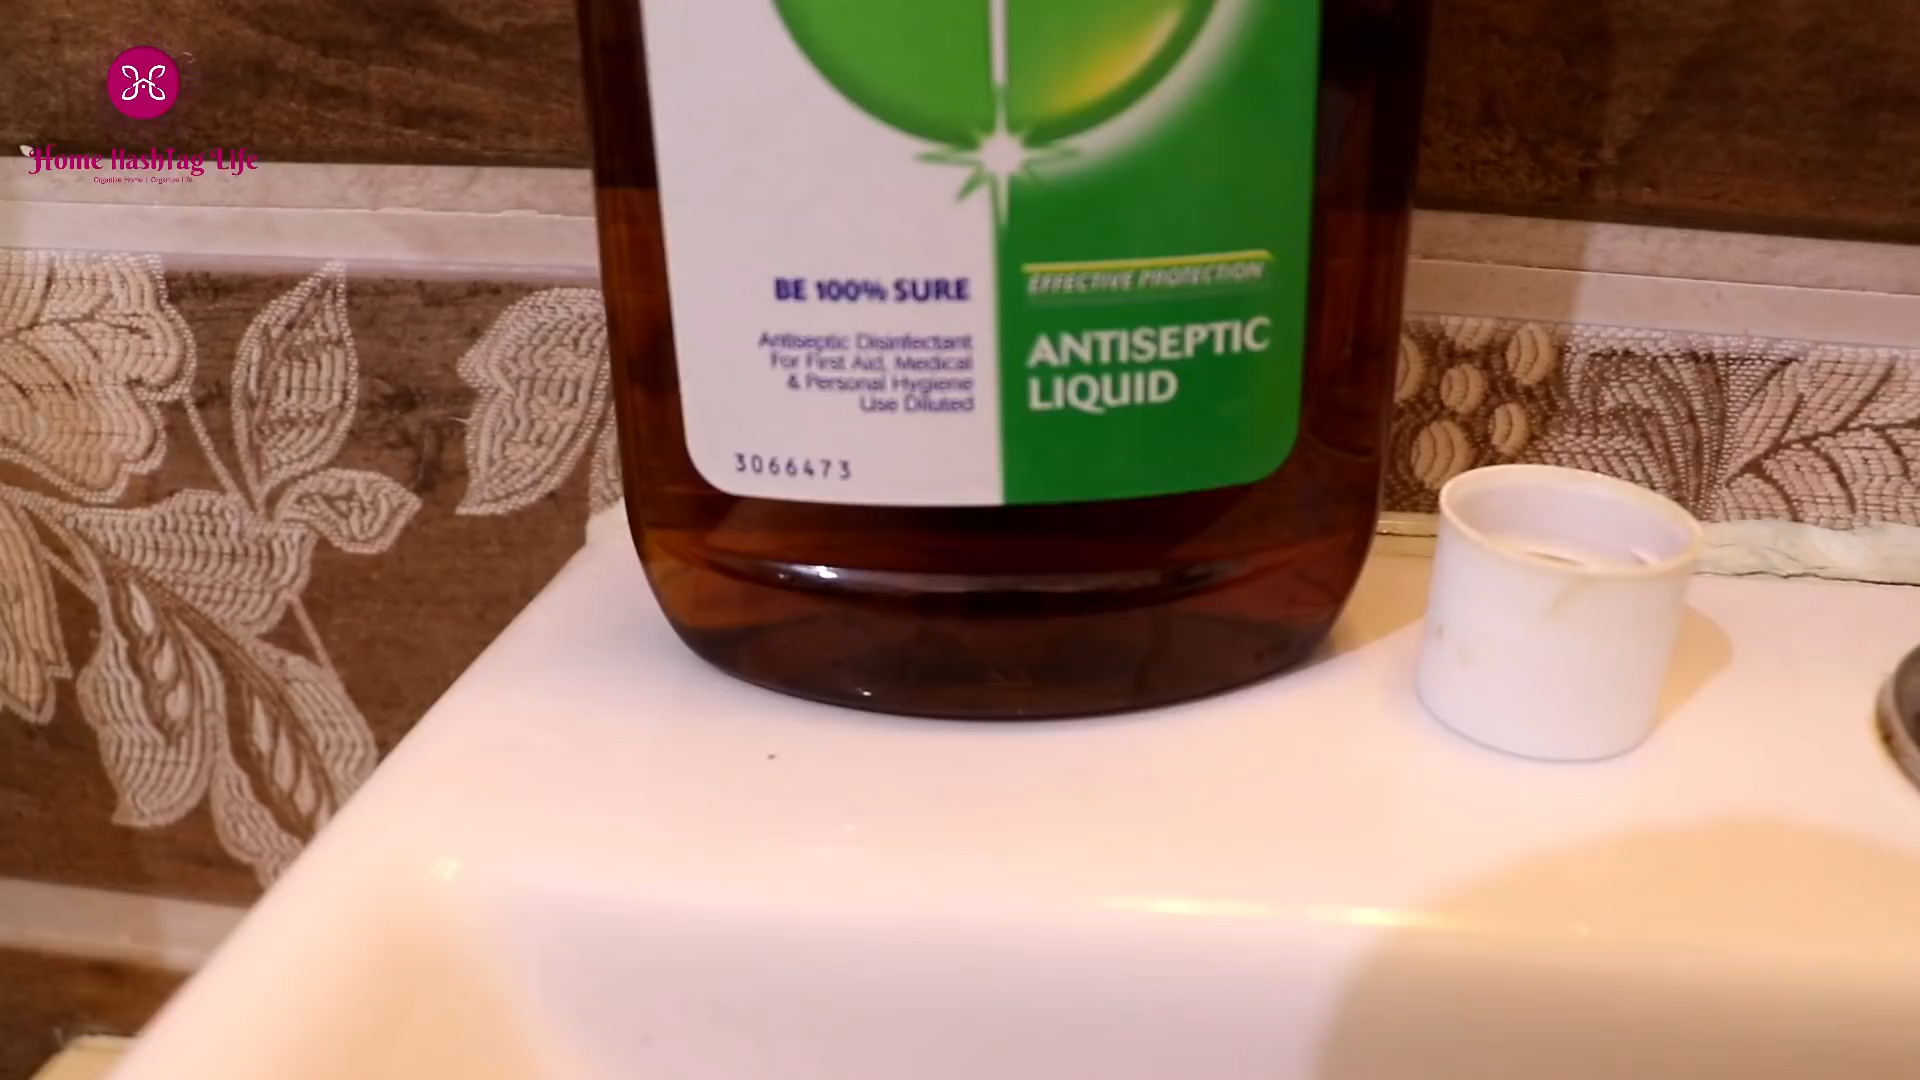 Home HashTag Life
Organize Home | Organize Life
BE 100% SURE
Antiseptic Disinfectant
For First Aid, Medical
& Personal Hygiene
Use Diluted
3066473
EFFECTIVE PROTECTION
ANTISEPTIC
LIQUID